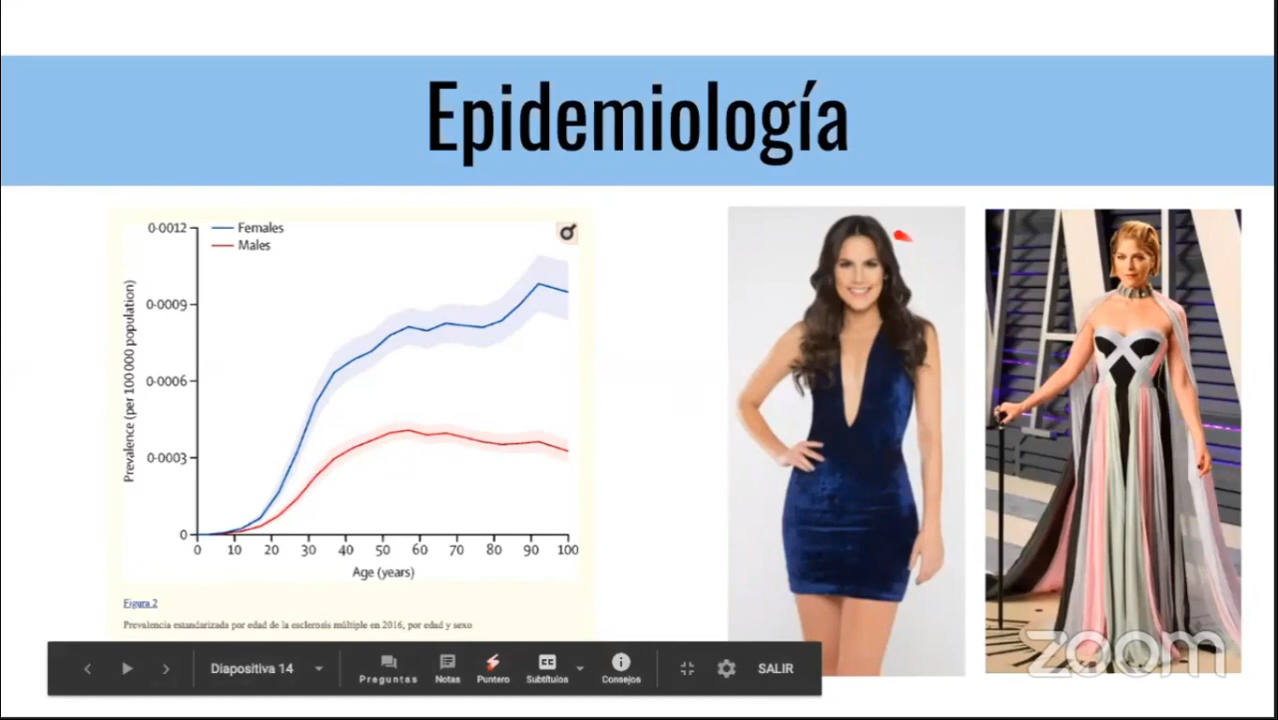 Epidemiología
0·0012
Females
Males
0·0009
0·0006
0·0003
0
Prevalence (per 100 000 population)
0 10 20 30 40 50 60 70 80 90 100
Age (years)
Figura 2
Prevalencia estandarizada por edad de la esclerosis múltiple en 2016, por edad y sexo
Diapositiva 14
Preguntas
Notas
Puntero
CC
Subtítulos
Consejos
SALIR
zoom